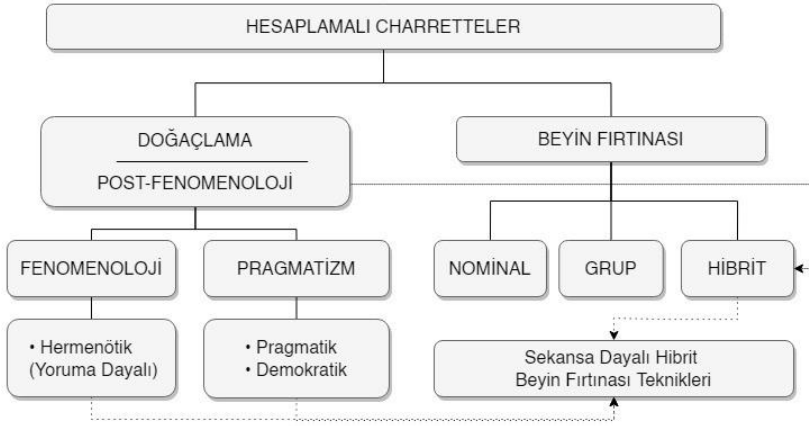 HESAPLAMALI CHARRETTELER
DOĞAÇLAMA
POST-FENOMENOLOJİ
BEYİN FIRTINASI
FENOMENOLOJİ
PRAGMATİZM
NOMİNAL
GRUP
HİBRİT
• Hermenötik
(Yoruma Dayalı)
• Pragmatik
• Demokratik
Sekansa Dayalı Hibrit
Beyin Fırtınası Teknikleri